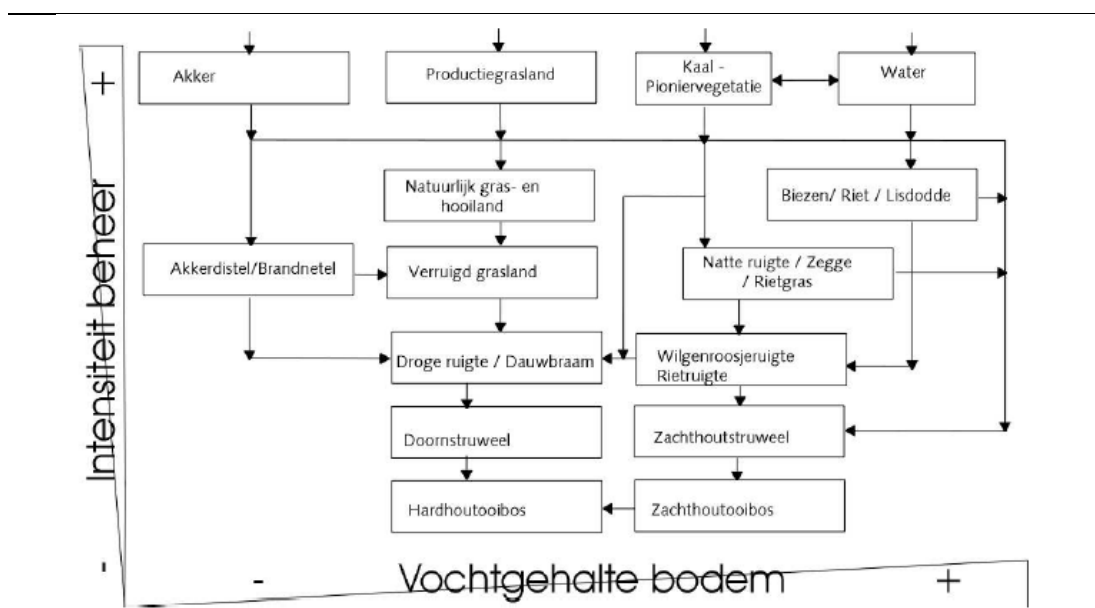 Akker
Productiegrasland
Kaal -
Pioniervegetatie
Water
Natuurlijk gras- en
hooiland
Biezen/ Riet / Lisdodde
Akkerdistel/Brandnetel
Verruigd grasland
Natte ruigte / Zegge
/ Rietgras
Droge ruigte / Dauwbraam
Wilgenroosjeruigte
Rietruigte
Doornstruweel
Zachthoutstruweel
Hardhoutooibos
Zachthoutooibos
+
Intensiteit beheer
-
-
Vochtgehalte bodem
+